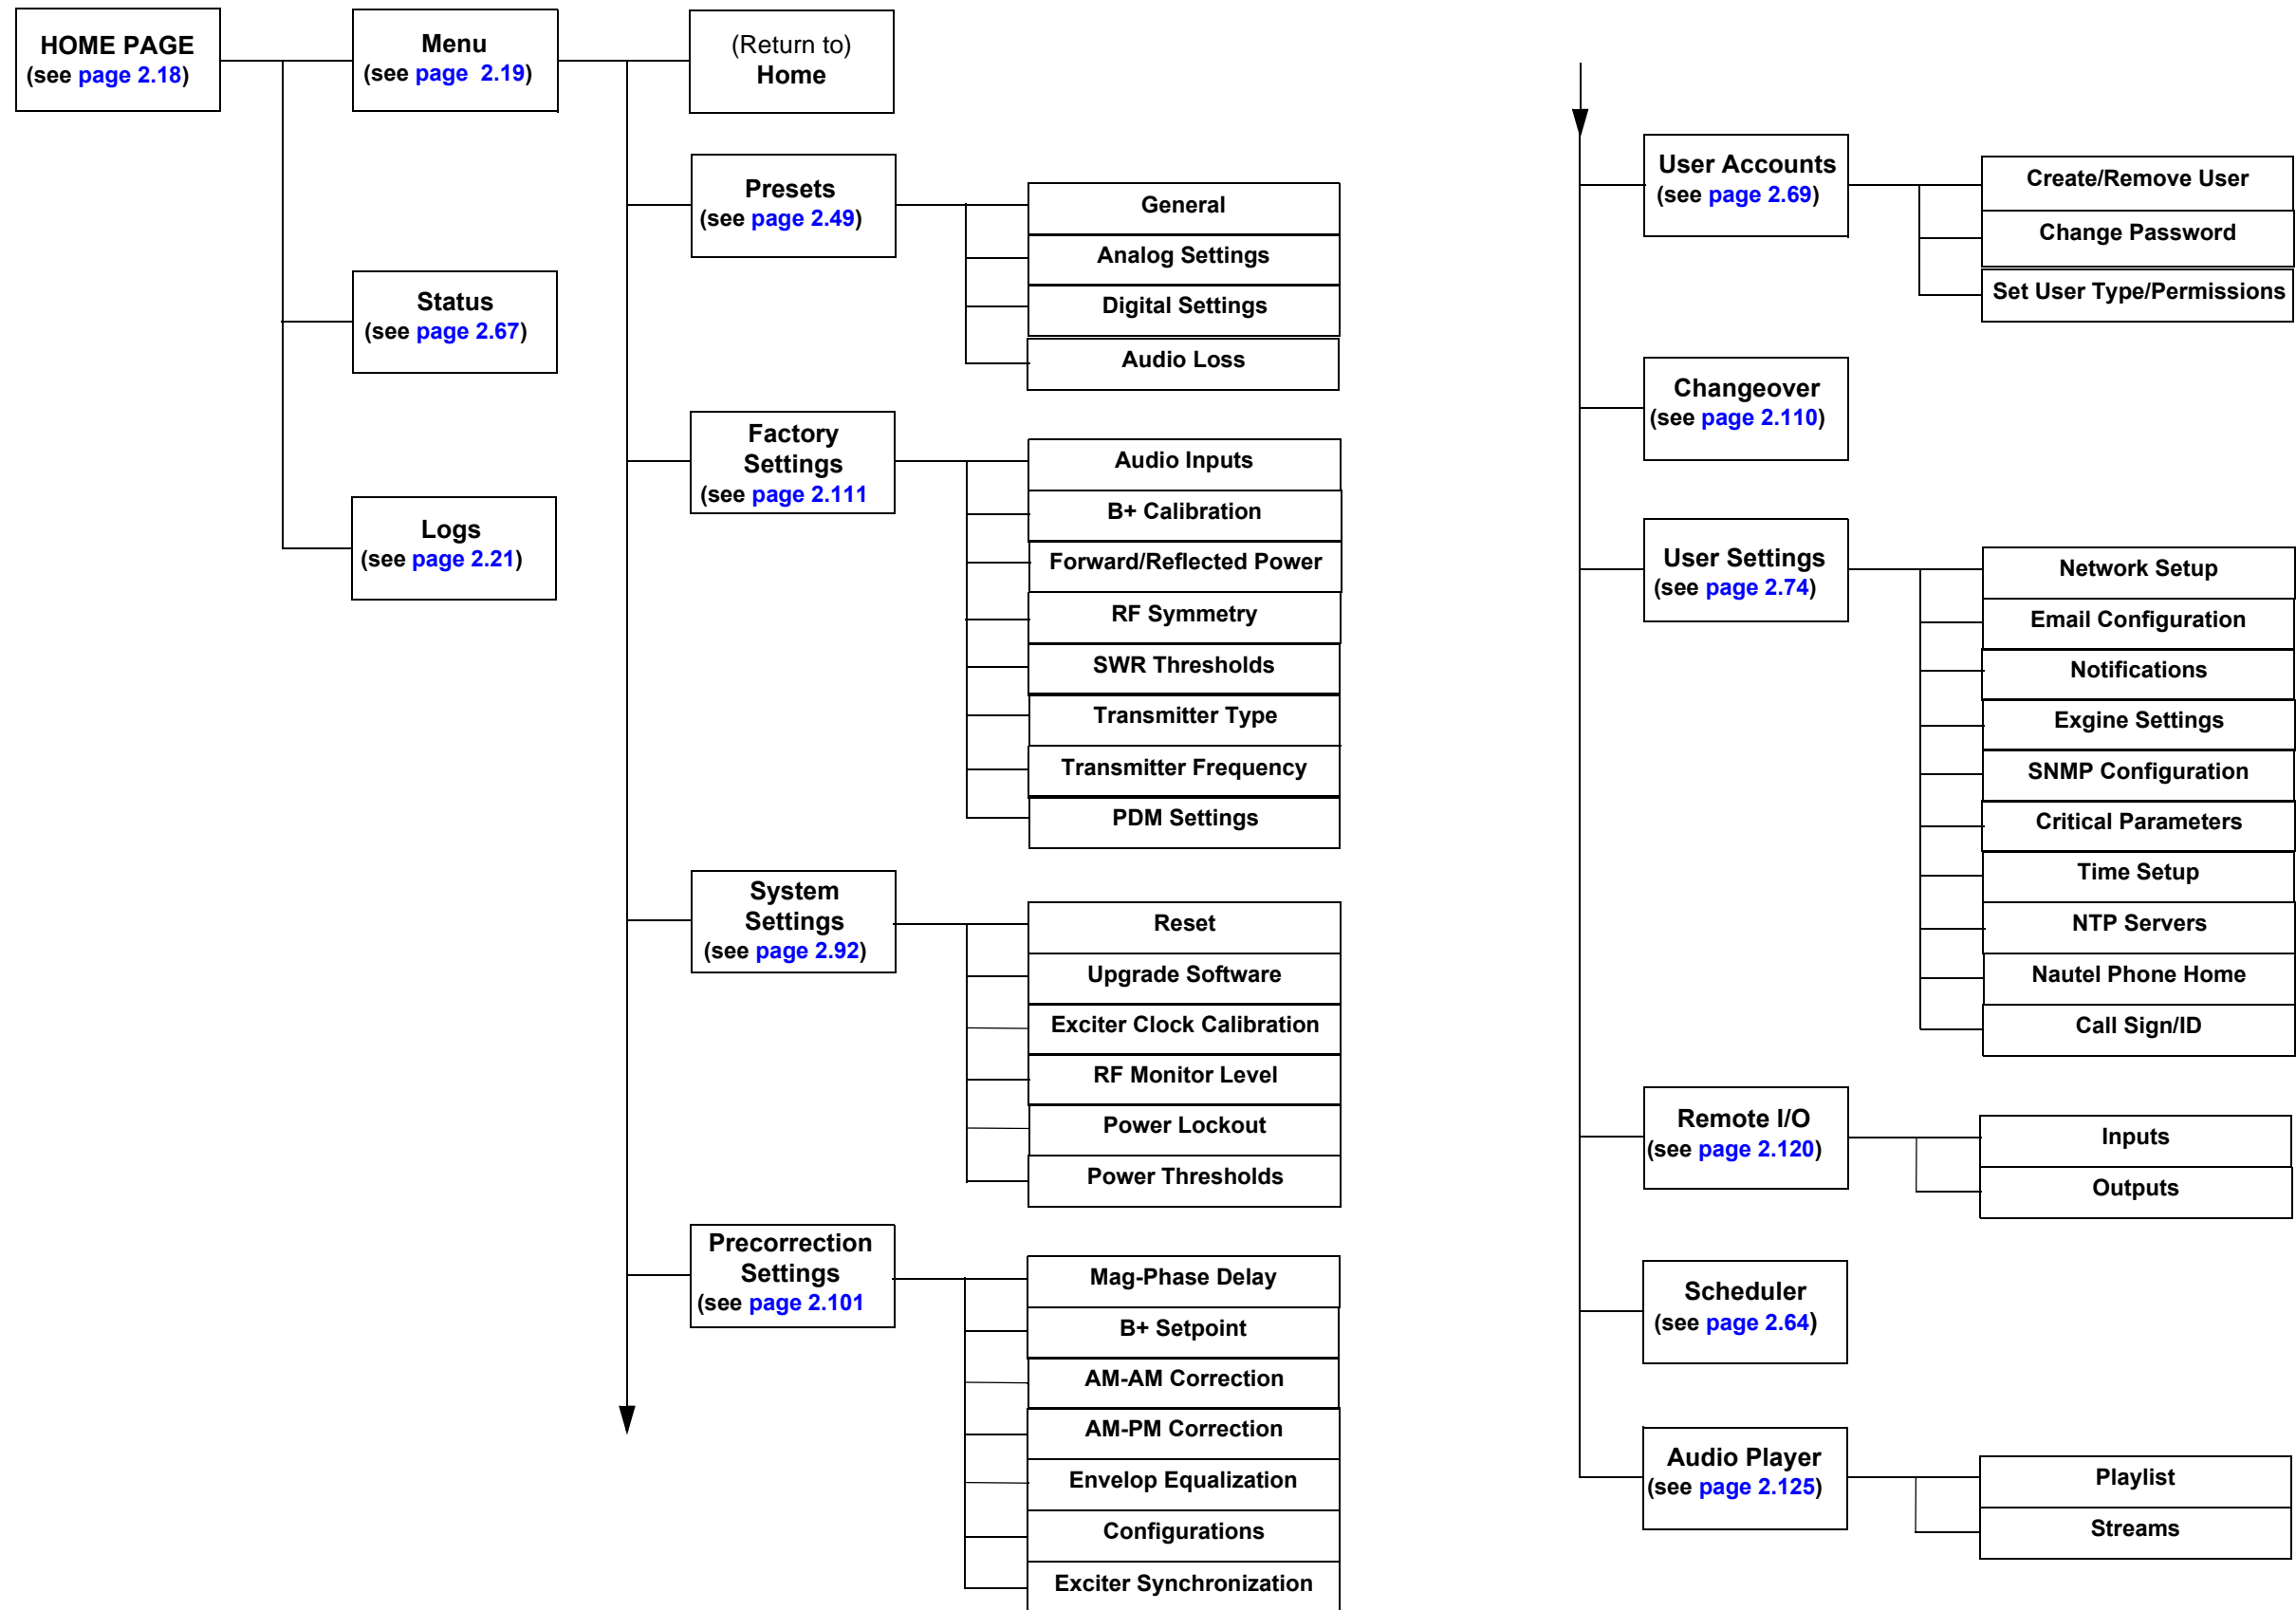 HOME PAGE
(see page 2.18)
Menu
(see page  2.19)
Status
(see page 2.67)
Logs
(see page 2.21)
(Return to)
Home
Presets
(see page 2.49)
General
Analog Settings
Digital Settings
Audio Loss
Factory
Settings
(see page 2.111
Audio Inputs
B+ Calibration
Forward/Reflected Power
RF Symmetry
SWR Thresholds
Transmitter Type
Transmitter Frequency
PDM Settings
System
Settings
(see page 2.92)
Reset
Upgrade Software
Exciter Clock Calibration
RF Monitor Level
Power Lockout
Power Thresholds
Precorrection
Settings
(see page 2.101
Mag-Phase Delay
B+ Setpoint
AM-AM Correction
AM-PM Correction
Envelop Equalization
Configurations
Exciter Synchronization
User Accounts
(see page 2.69)
Create/Remove User
Change Password
Set User Type/Permissions
Changeover
(see page 2.110)
User Settings
(see page 2.74)
Network Setup
Email Configuration
Notifications
Exgine Settings
SNMP Configuration
Critical Parameters
Time Setup
NTP Servers
Nautel Phone Home
Call Sign/ID
Remote I/O
(see page 2.120)
Inputs
Outputs
Scheduler
(see page 2.64)
Audio Player
(see page 2.125)
Playlist
Streams